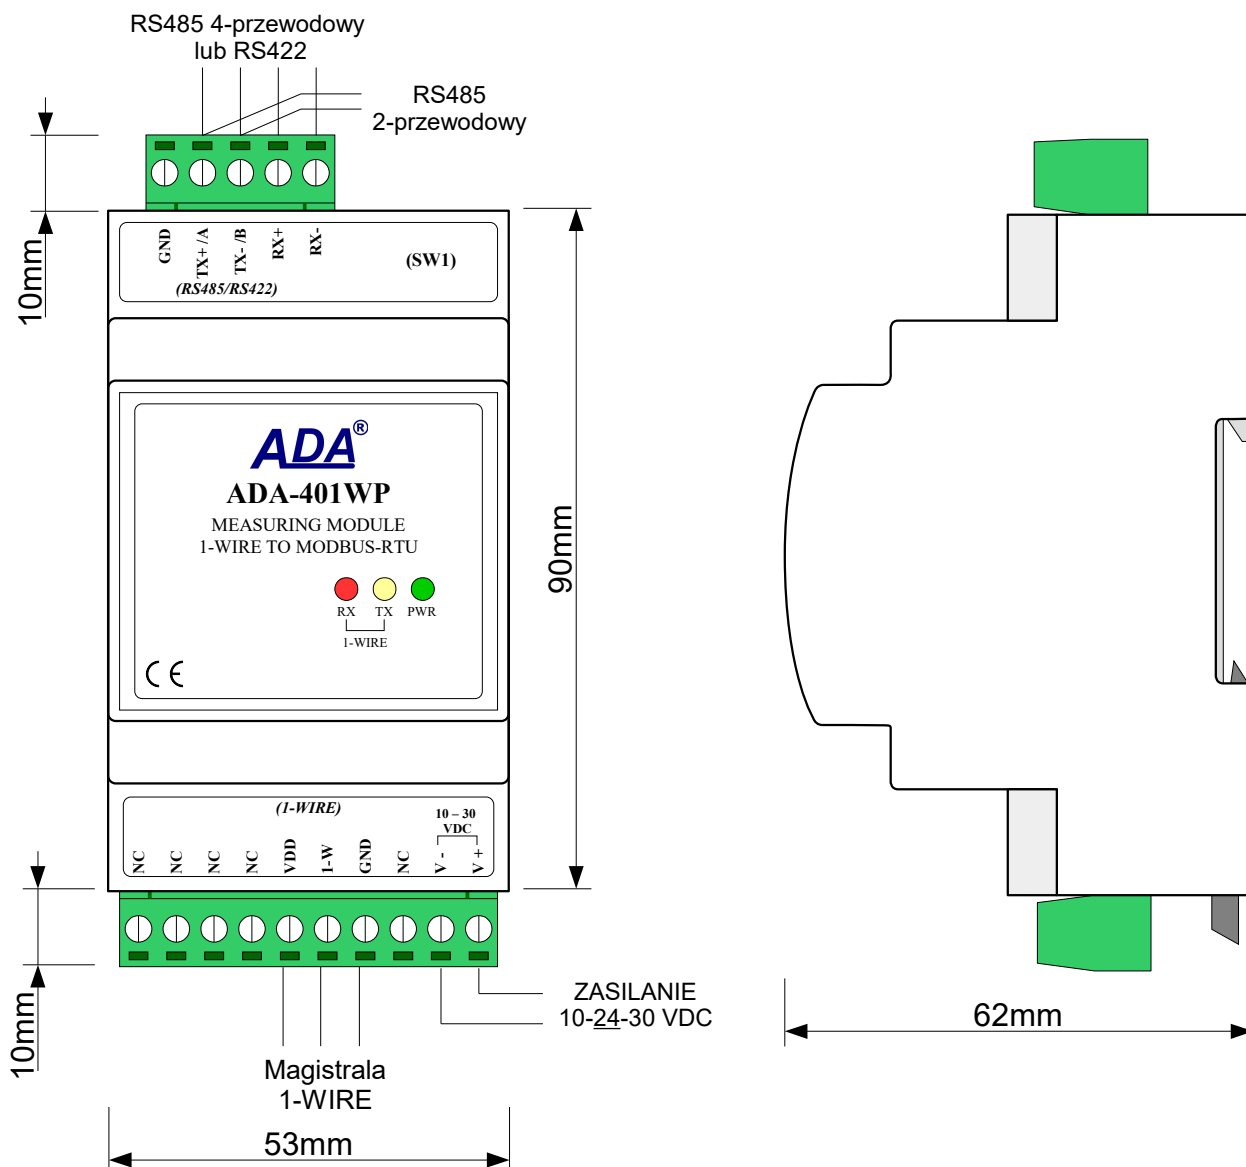 RS485 4-przewodowy
lub RS422
RS485
2-przewodowy
10mm
GND
TX+ /A
TX- /B
RX+
RX-
(SW1)
(RS485/RS422)
ADA®
ADA-401WP
MEASURING MODULE
1-WIRE TO MODBUS-RTU
RX
TX
PWR
1-WIRE
CE
90mm
(1-WIRE)
10 – 30
VDC
NC
NC
NC
NC
VDD
1-W
GND
NC
V -
V +
10mm
ZASILANIE
10-24-30 VDC
Magistrala
1-WIRE
53mm
62mm